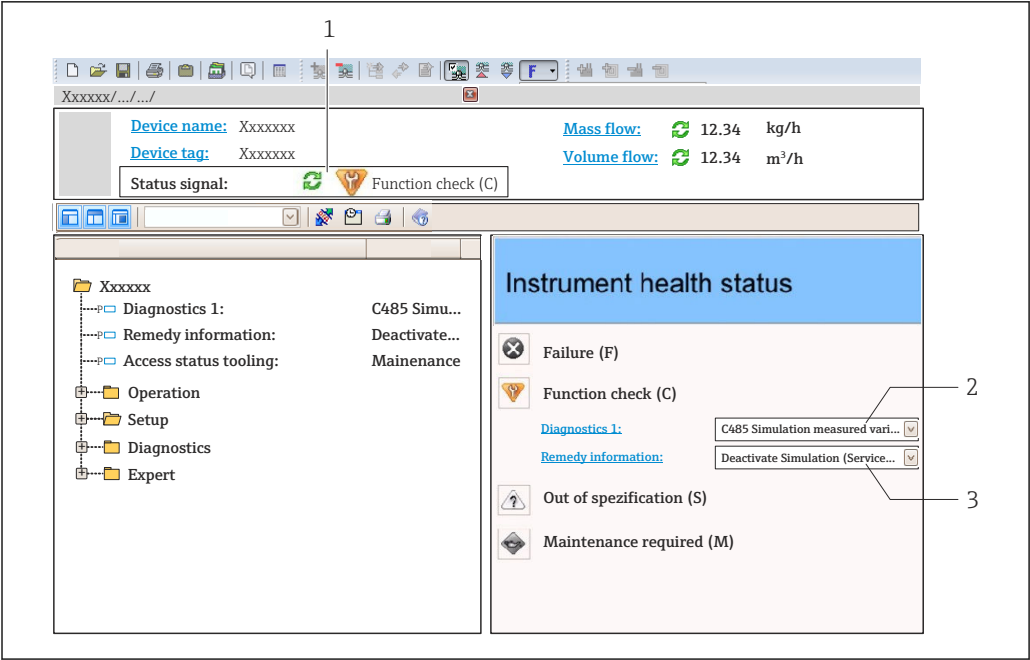 1
F
Xxxxxx/.../.../
Device name: Xxxxxxx
Mass flow: 12.34 kg/h
Device tag: Xxxxxxx
Volume flow: 12.34 m³/h
Status signal: Function check (C)
Xxxxxx
Diagnostics 1: C485 Simu...
Remedy information: Deactivate...
Access status tooling: Mainenance
Operation
Setup
Diagnostics
Expert
Instrument health status
Failure (F)
Function check (C)
2
Diagnostics 1: C485 Simulation measured vari...
Remedy information: Deactivate Simulation (Service...
3
Out of spezification (S)
Maintenance required (M)